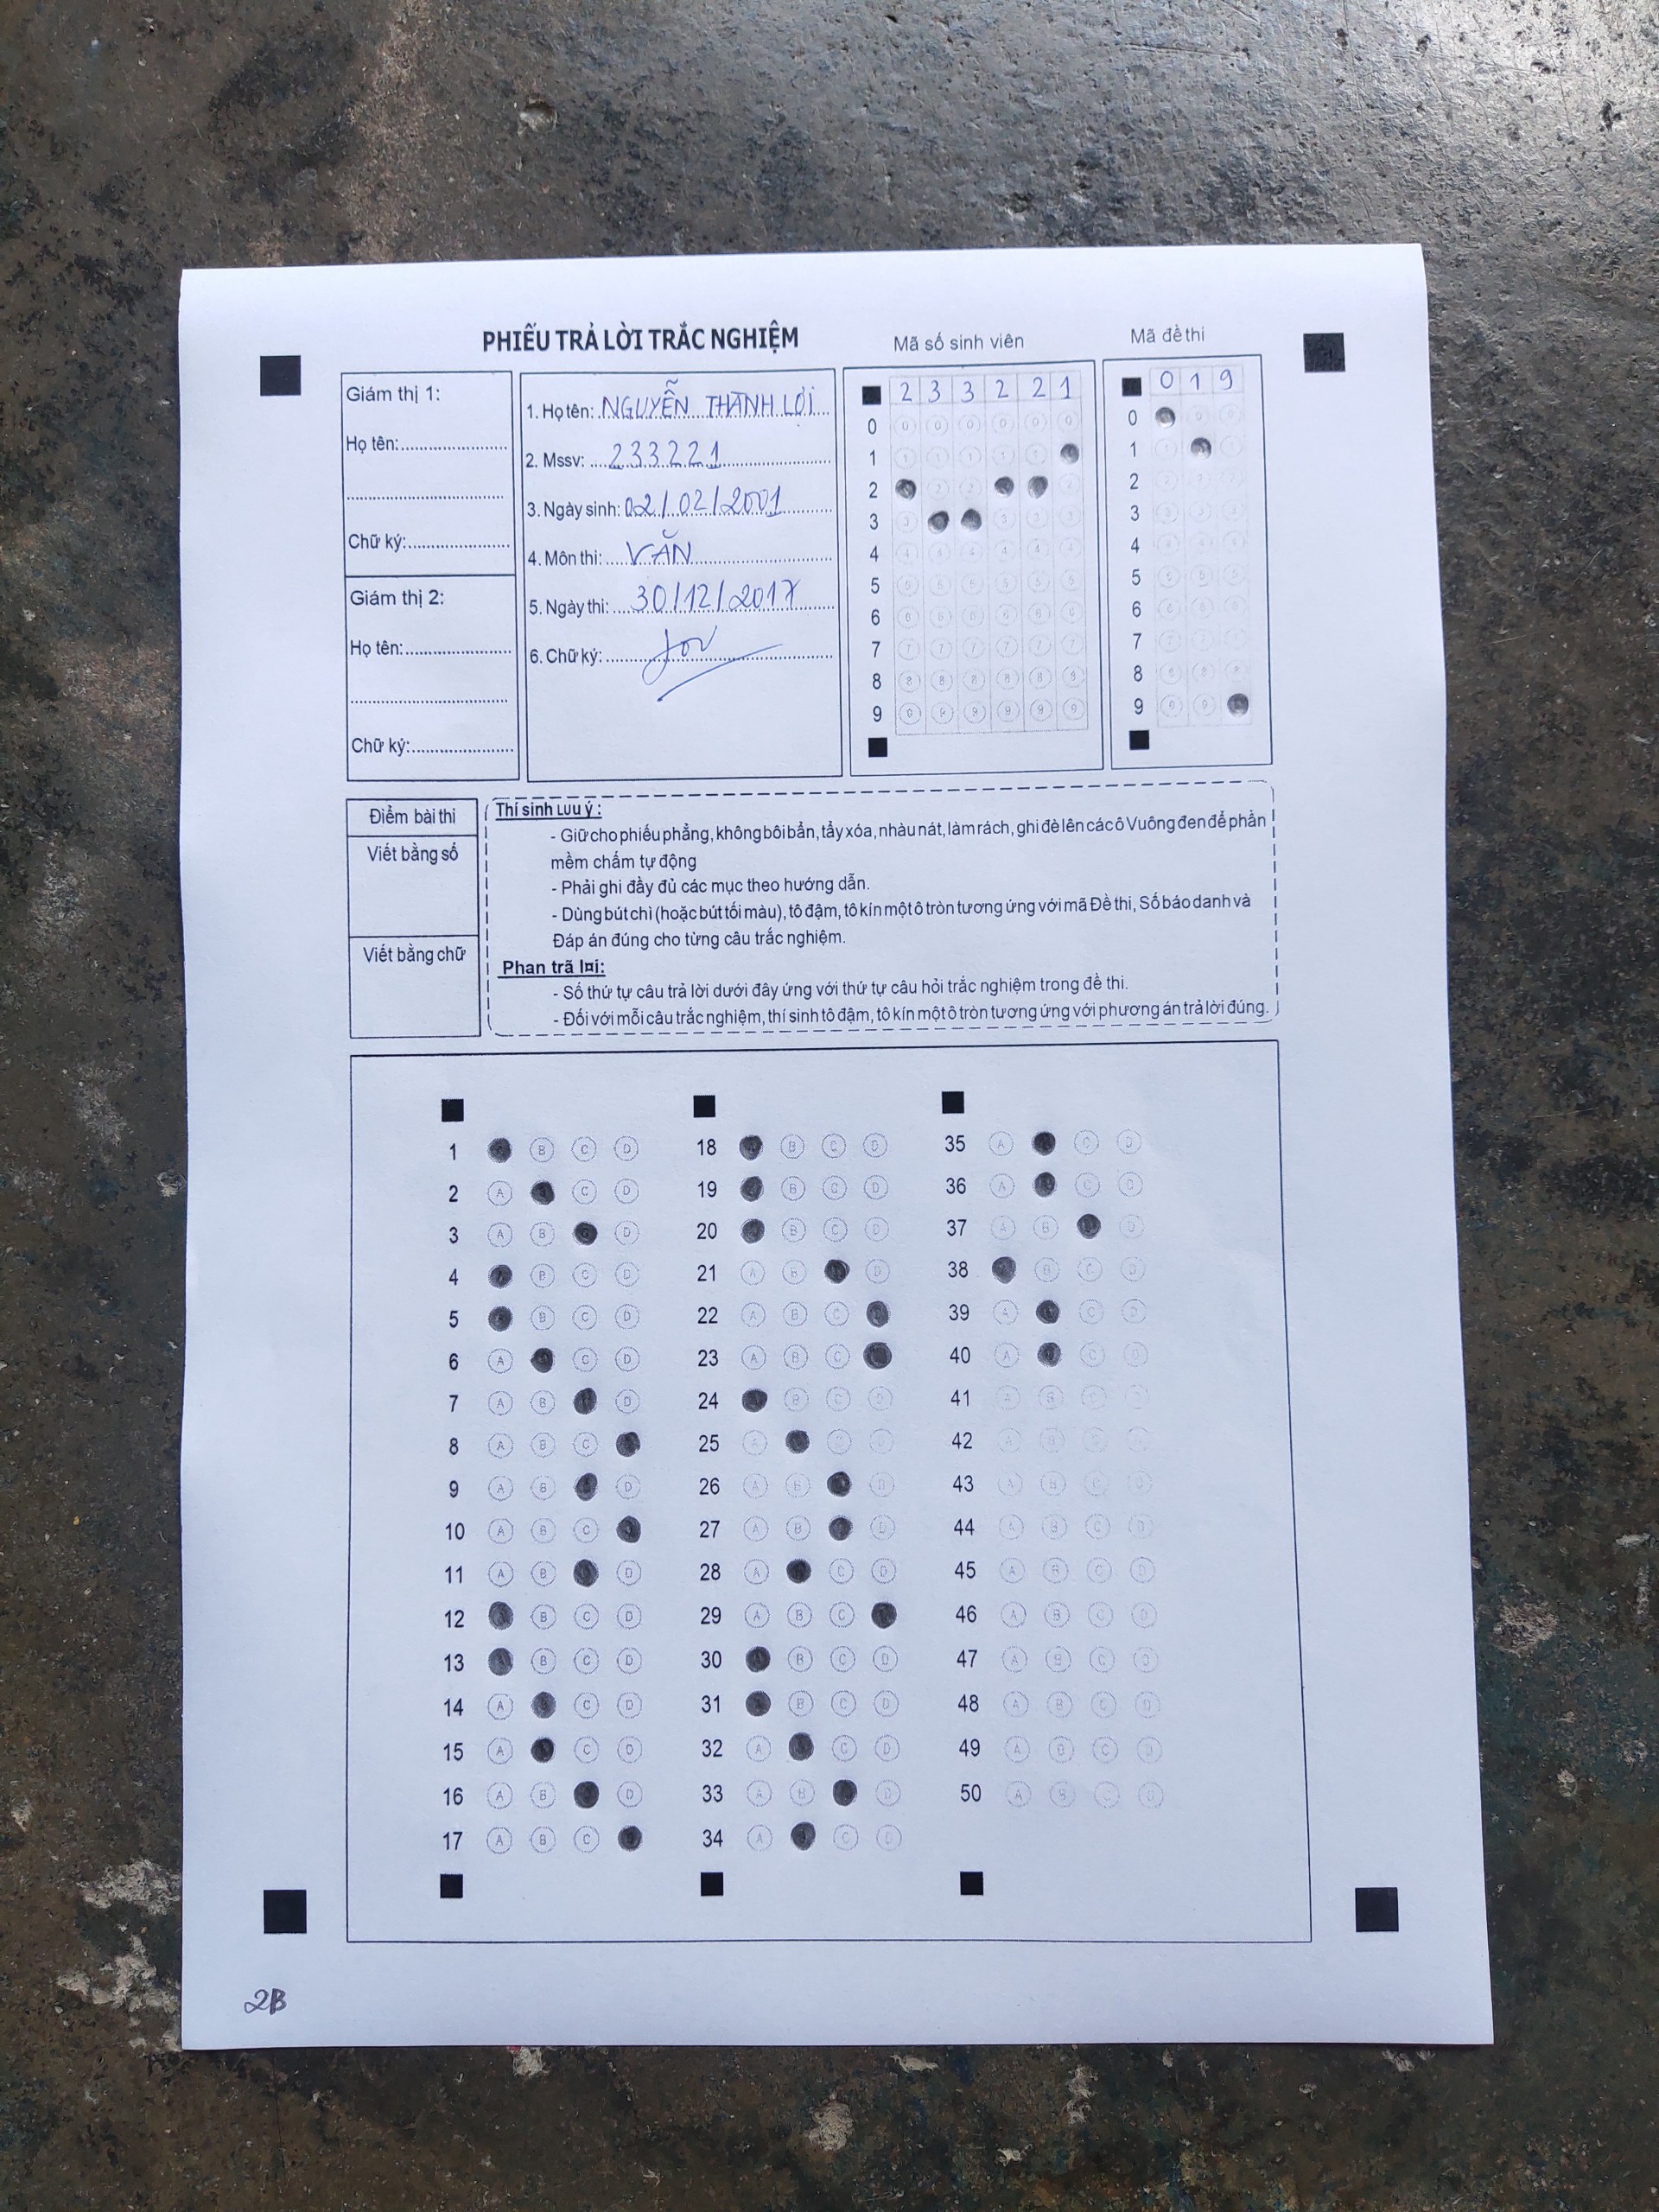 PHIẾU TRẢ LỜI TRẮC NGHIỆM
Giám thị 1:
Họ tên:
Chữ ký:
Giám thị 2:
Họ tên:
Chữ ký:
1. Họ tên: NGUYỄN THÀNH LỢI
2. Mssv: 233221
3. Ngày sinh: 02/02/2001
4. Môn thi: VĂN
5. Ngày thi: 30/12/2017
6. Chữ ký:
Mã số sinh viên
2 3 3 2 2 1
0 0 0 0 0 0 0
1 1 1 1 1 1
2 2 2 2
3 3 3 3 3
4 4 4 4 4 4 4
5 5 5 5 5 5 5
6 6 6 6 6 6 6
7 7 7 7 7 7 7
8 8 8 8 8 8 8
9 9 9 9 9 9 9
Mã đề thi
0 1 9
0 0 0
1 1 1
2 2 2 2
3 3 3 3
4 4 4 4
5 5 5 5
6 6 6 6
7 7 7 7
8 8 8 8
9 9 9
Điểm bài thi
Viết bằng số
Viết bằng chữ
Thí sinh LƯU ý :
- Giữ cho phiếu phẳng, không bôi bẩn, tẩy xóa, nhàu nát, làm rách, ghi đè lên các ô Vuông đen để phần
mềm chấm tự động
- Phải ghi đầy đủ các mục theo hướng dẫn.
- Dùng bút chì (hoặc bút tối màu), tô đậm, tô kín một ô tròn tương ứng với mã Đề thi, Số báo danh và
Đáp án đúng cho từng câu trắc nghiệm.
Phan trã l¤i:
- Số thứ tự câu trả lời dưới đây ứng với thứ tự câu hỏi trắc nghiệm trong đề thi.
- Đối với mỗi câu trắc nghiệm, thí sinh tô đậm, tô kín một ô tròn tương ứng với phương án trả lời đúng.
1 B C D
2 A C D
3 A B D
4 B C D
5 B C D
6 A C D
7 A B D
8 A B C
9 A B D
10 A B C
11 A B D
12 B C D
13 B C D
14 A C D
15 A C D
16 A B D
17 A B C
18 B C D
19 B C D
20 B C D
21 A B D
22 A B C
23 A B C
24 B C D
25 A C D
26 A B D
27 A B D
28 A C D
29 A B C
30 B C D
31 B C D
32 A C D
33 A B D
34 A C D
35 A C D
36 A C D
37 A B D
38 B C D
39 A C D
40 A C D
41 A B C D
42 A B C D
43 A B C D
44 A B C D
45 A B C D
46 A B C D
47 A B C D
48 A B C D
49 A B C D
50 A B C D
2B